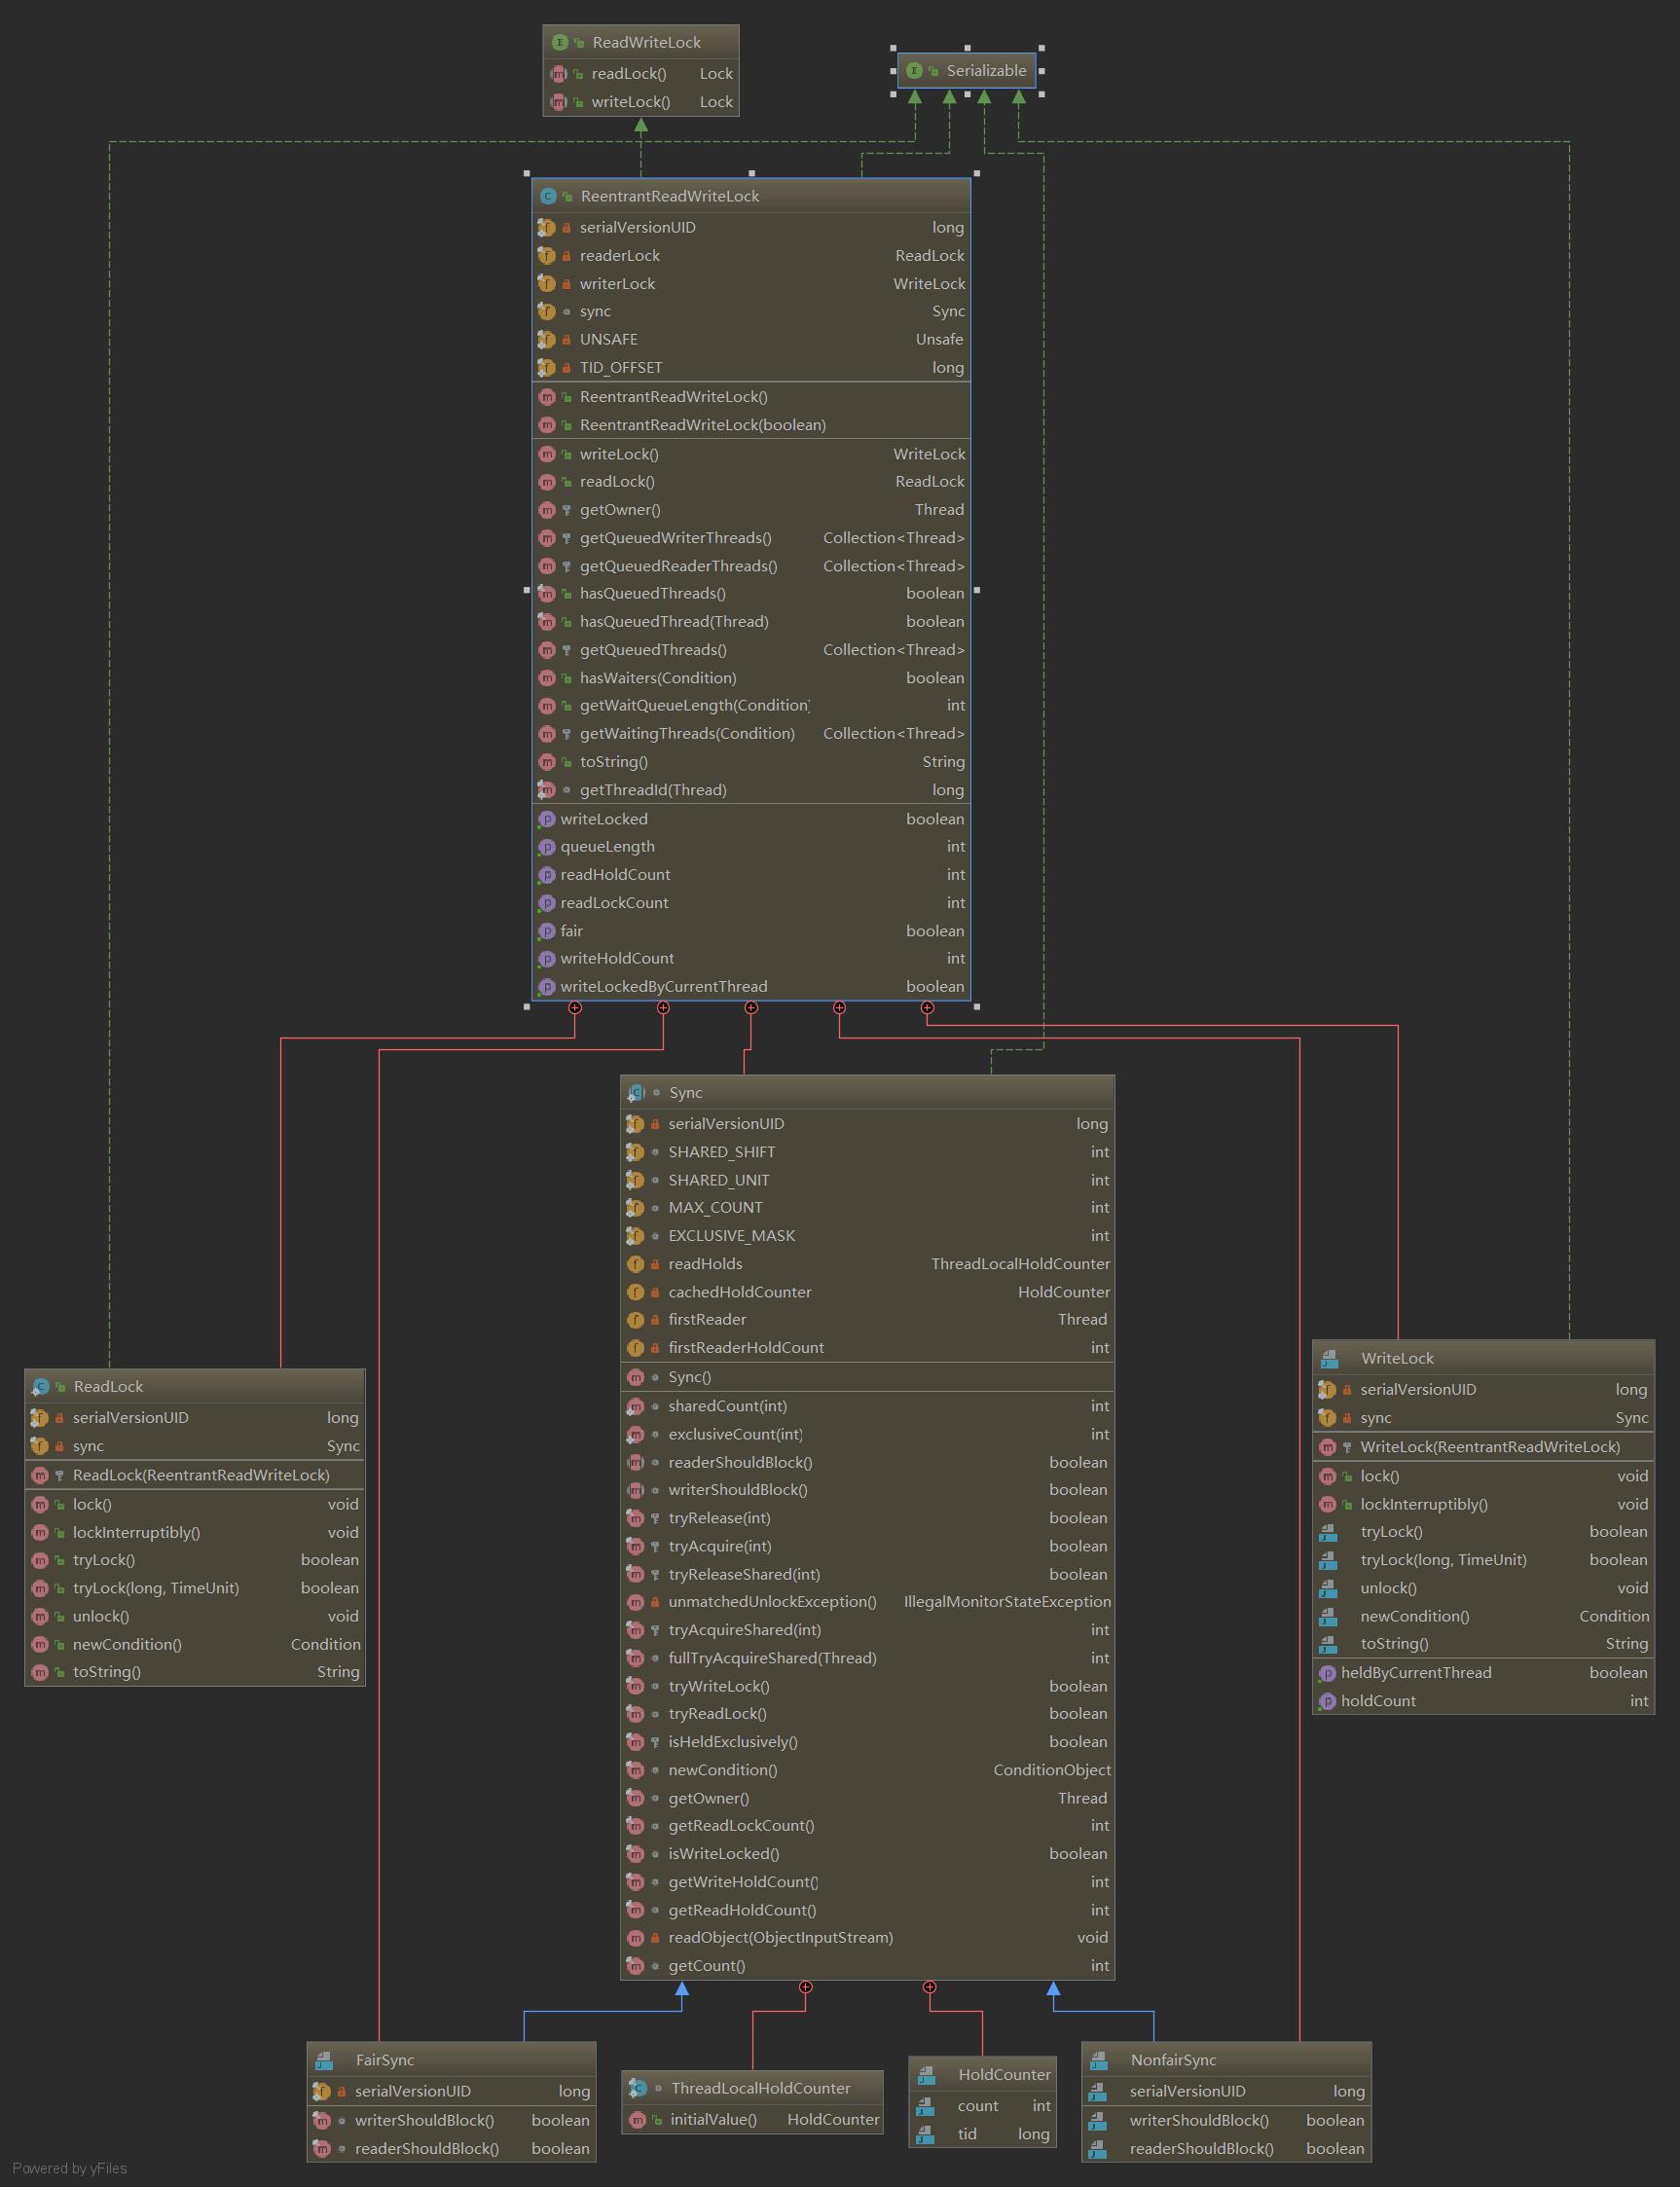 ReadWriteLock
readLock() Lock
writeLock() Lock
Serializable
ReentrantReadWriteLock
serialVersionUID long
readerLock ReadLock
writerLock WriteLock
sync Sync
UNSAFE Unsafe
TID_OFFSET long
ReentrantReadWriteLock()
ReentrantReadWriteLock(boolean)
writeLock() WriteLock
readLock() ReadLock
getOwner() Thread
getQueuedWriterThreads() Collection<Thread>
getQueuedReaderThreads() Collection<Thread>
hasQueuedThreads() boolean
hasQueuedThread(Thread) boolean
getQueuedThreads() Collection<Thread>
hasWaiters(Condition) boolean
getWaitQueueLength(Condition) int
getWaitingThreads(Condition) Collection<Thread>
toString() String
getThreadId(Thread) long
writeLocked boolean
queueLength int
readHoldCount int
readLockCount int
fair boolean
writeHoldCount int
writeLockedByCurrentThread boolean
Sync
serialVersionUID long
SHARED_SHIFT int
SHARED_UNIT int
MAX_COUNT int
EXCLUSIVE_MASK int
readHolds ThreadLocalHoldCounter
cachedHoldCounter HoldCounter
firstReader Thread
firstReaderHoldCount int
Sync()
sharedCount(int) int
exclusiveCount(int) int
readerShouldBlock() boolean
writerShouldBlock() boolean
tryRelease(int) boolean
tryAcquire(int) boolean
tryReleaseShared(int) boolean
unmatchedUnlockException() IllegalMonitorStateException
tryAcquireShared(int) int
fullTryAcquireShared(Thread) int
tryWriteLock() boolean
tryReadLock() boolean
isHeldExclusively() boolean
newCondition() ConditionObject
getOwner() Thread
getReadLockCount() int
isWriteLocked() boolean
getWriteHoldCount() int
getReadHoldCount() int
readObject(ObjectInputStream) void
getCount() int
ReadLock
serialVersionUID long
sync Sync
ReadLock(ReentrantReadWriteLock)
lock() void
lockInterruptibly() void
tryLock() boolean
tryLock(long, TimeUnit) boolean
unlock() void
newCondition() Condition
toString() String
WriteLock
serialVersionUID long
sync Sync
WriteLock(ReentrantReadWriteLock)
lock() void
lockInterruptibly() void
tryLock() boolean
tryLock(long, TimeUnit) boolean
unlock() void
newCondition() Condition
toString() String
heldByCurrentThread boolean
holdCount int
FairSync
serialVersionUID long
writerShouldBlock() boolean
readerShouldBlock() boolean
ThreadLocalHoldCounter
initialValue() HoldCounter
HoldCounter
count int
tid long
NonfairSync
serialVersionUID long
writerShouldBlock() boolean
readerShouldBlock() boolean
Powered by yFiles